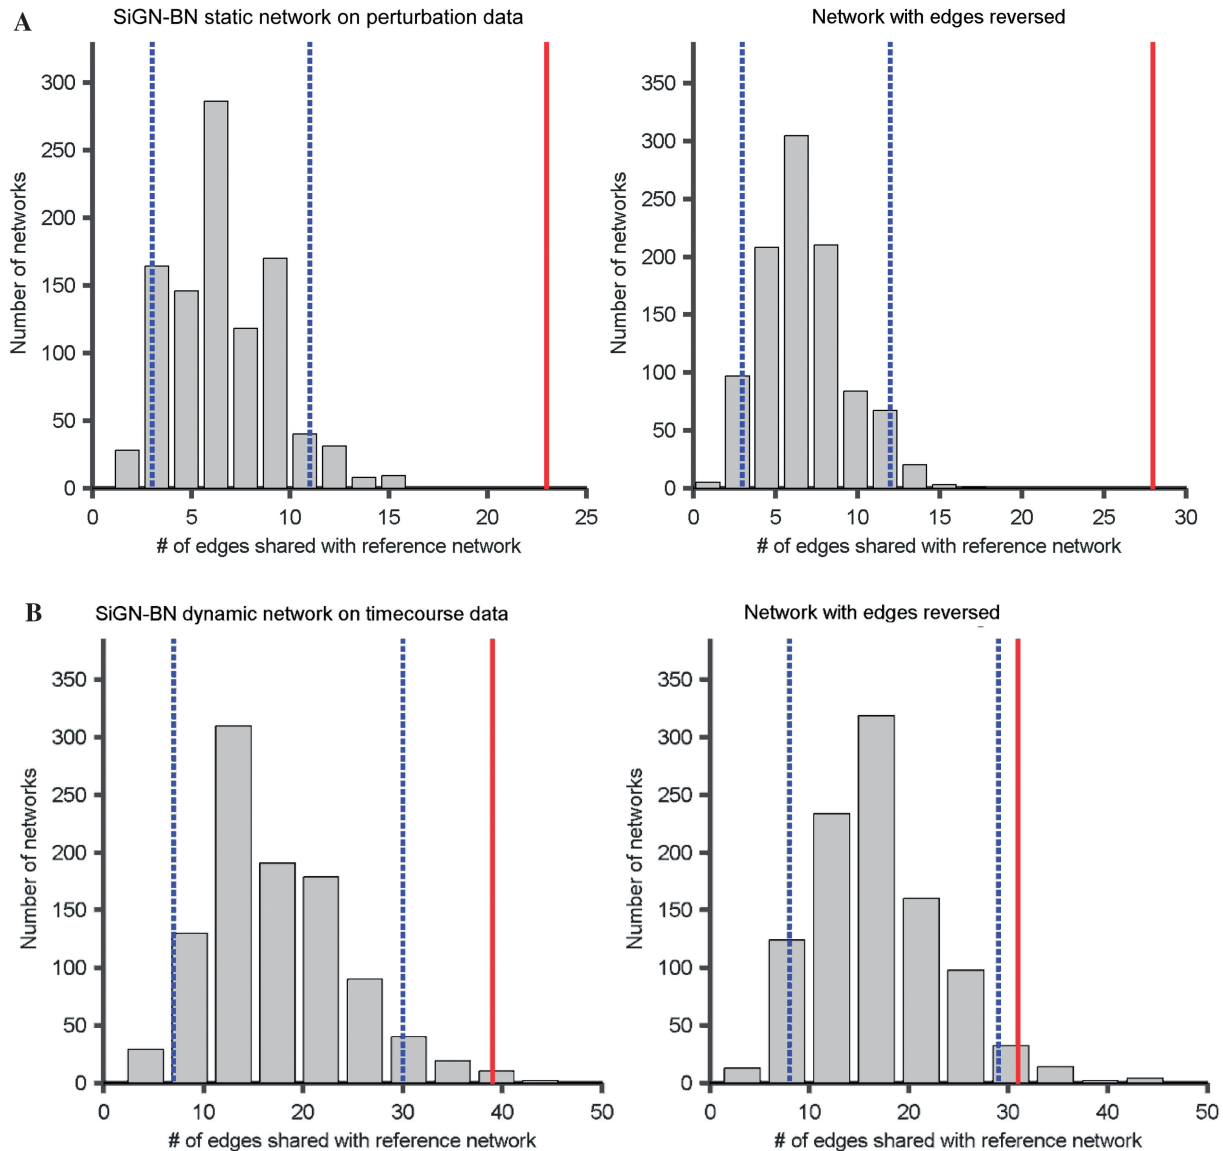 A
SiGN-BN static network on perturbation data
Number of networks
300
250
200
150
100
50
0
0 5 10 15 20 25
# of edges shared with reference network
Network with edges reversed
Number of networks
350
300
250
200
150
100
50
0
0 5 10 15 20 25 30
# of edges shared with reference network
B
SiGN-BN dynamic network on timecourse data
Number of networks
350
300
250
200
150
100
50
0
0 10 20 30 40 50
# of edges shared with reference network
Network with edges reversed
Number of networks
350
300
250
200
150
100
50
0
0 10 20 30 40 50
# of edges shared with reference network